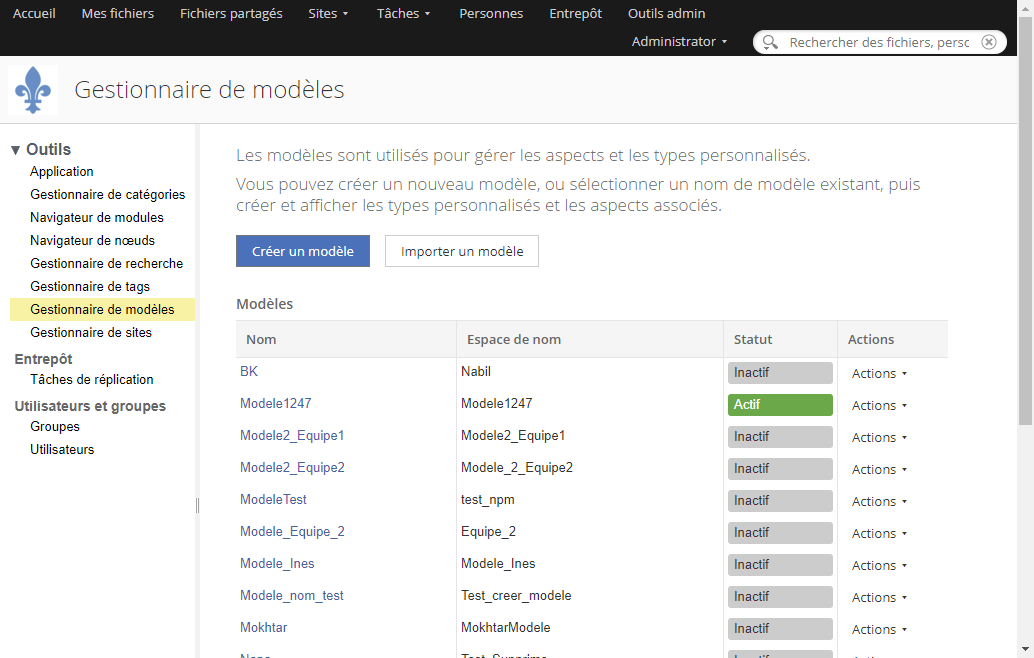 Accueil Mes fichiers Fichiers partagés Sites Tâches Personnes Entrepôt Outils admin
Administrator Rechercher des fichiers, persc
Gestionnaire de modèles
Outils
Application
Gestionnaire de catégories
Navigateur de modules
Navigateur de nœuds
Gestionnaire de recherche
Gestionnaire de tags
Gestionnaire de modèles
Gestionnaire de sites
Entrepôt
Tâches de réplication
Utilisateurs et groupes
Groupes
Utilisateurs
Les modèles sont utilisés pour gérer les aspects et les types personnalisés.
Vous pouvez créer un nouveau modèle, ou sélectionner un nom de modèle existant, puis
créer et afficher les types personnalisés et les aspects associés.
Créer un modèle Importer un modèle
Modèles
Nom Espace de nom Statut Actions
BK Nabil Inactif Actions
Modele1247 Modele1247 Actif Actions
Modele2_Equipe1 Modele2_Equipe1 Inactif Actions
Modele2_Equipe2 Modele_2_Equipe2 Inactif Actions
ModeleTest test_npm Inactif Actions
Modele_Equipe_2 Equipe_2 Inactif Actions
Modele_Ines Modele_Ines Inactif Actions
Modele_nom_test Test_creer_modele Inactif Actions
Mokhtar MokhtarModele Inactif Actions